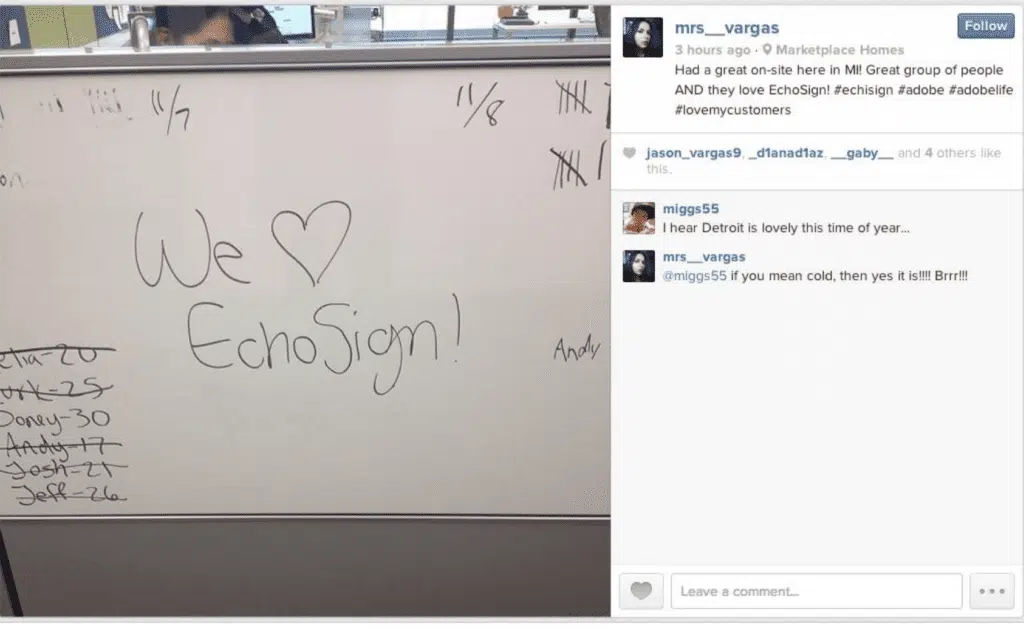 11/7
11/8
We ♡
EchoSign!
20
25
Doney-30
Andy-17
Josh-21
Jeff-26
Andy
mrs__vargas
Follow
3 hours ago · Marketplace Homes
Had a great on-site here in MI! Great group of people
AND they love EchoSign! #echisign #adobe #adobelife
#lovemycustomers
jason_vargas9, _d1anad1az, __gaby__ and 4 others like
this.
miggs55
I hear Detroit is lovely this time of year...
mrs__vargas
@miggs55 if you mean cold, then yes it is!!!! Brrr!!!
Leave a comment...